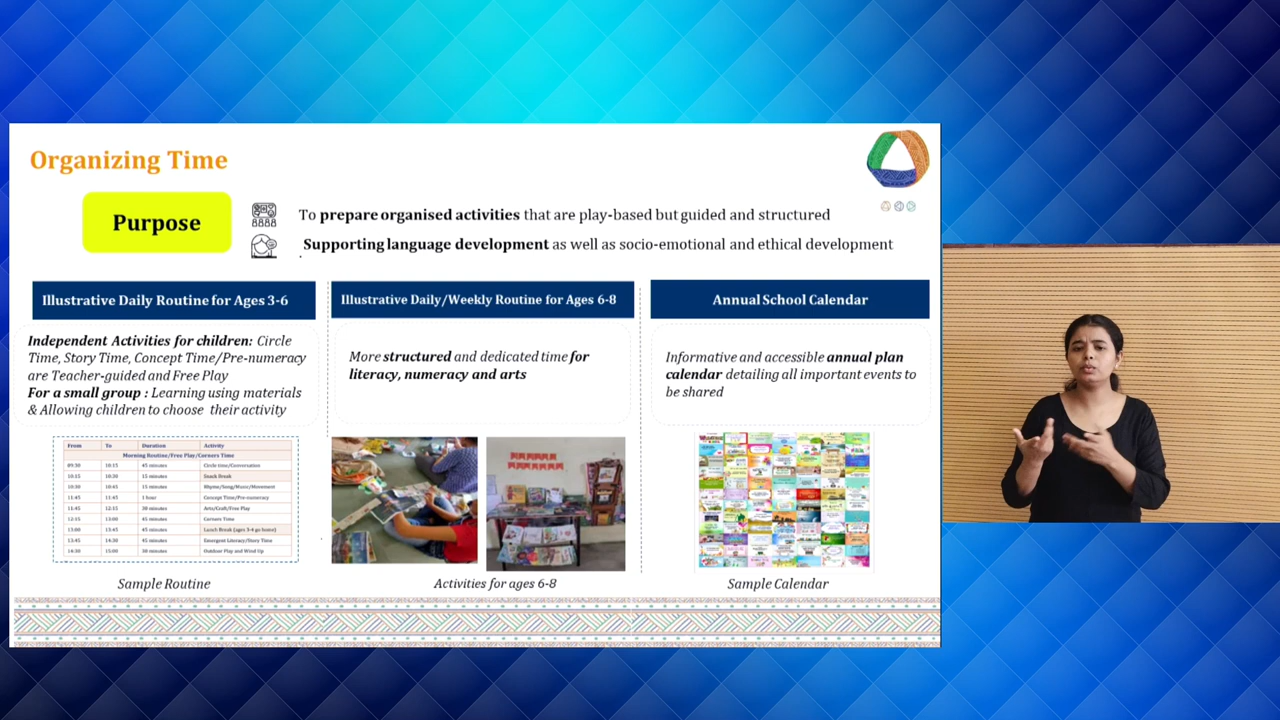 Organizing Time
Purpose
To prepare organised activities that are play-based but guided and structured
Supporting language development as well as socio-emotional and ethical development
Illustrative Daily Routine for Ages 3-6
Independent Activities for children: Circle
Time, Story Time, Concept Time/Pre-numeracy
are Teacher-guided and Free Play
For a small group : Learning using materials
& Allowing children to choose their activity
From To Duration Activity
Morning Routine/Free Play/Corners Time
09:30 10:15 45 minutes Circle time/Conversation
10:15 10:30 15 minutes Snack Break
10:30 10:45 15 minutes Rhyme/Song/Music/Movement
11:45 11:45 1 hour Concept Time/Pre-numeracy
11:45 12:15 30 minutes Arts/Craft/Free Play
12:15 13:00 45 minutes Corners Time
13:00 13:45 45 minutes Lunch Break (ages 3-4 go home)
13:45 14:30 45 minutes Emergent Literacy/Story Time
14:30 15:00 30 minutes Outdoor Play and Wind Up
Sample Routine
Illustrative Daily/Weekly Routine for Ages 6-8
More structured and dedicated time for
literacy, numeracy and arts
Activities for ages 6-8
Annual School Calendar
Informative and accessible annual plan
calendar detailing all important events to
be shared
Sample Calendar